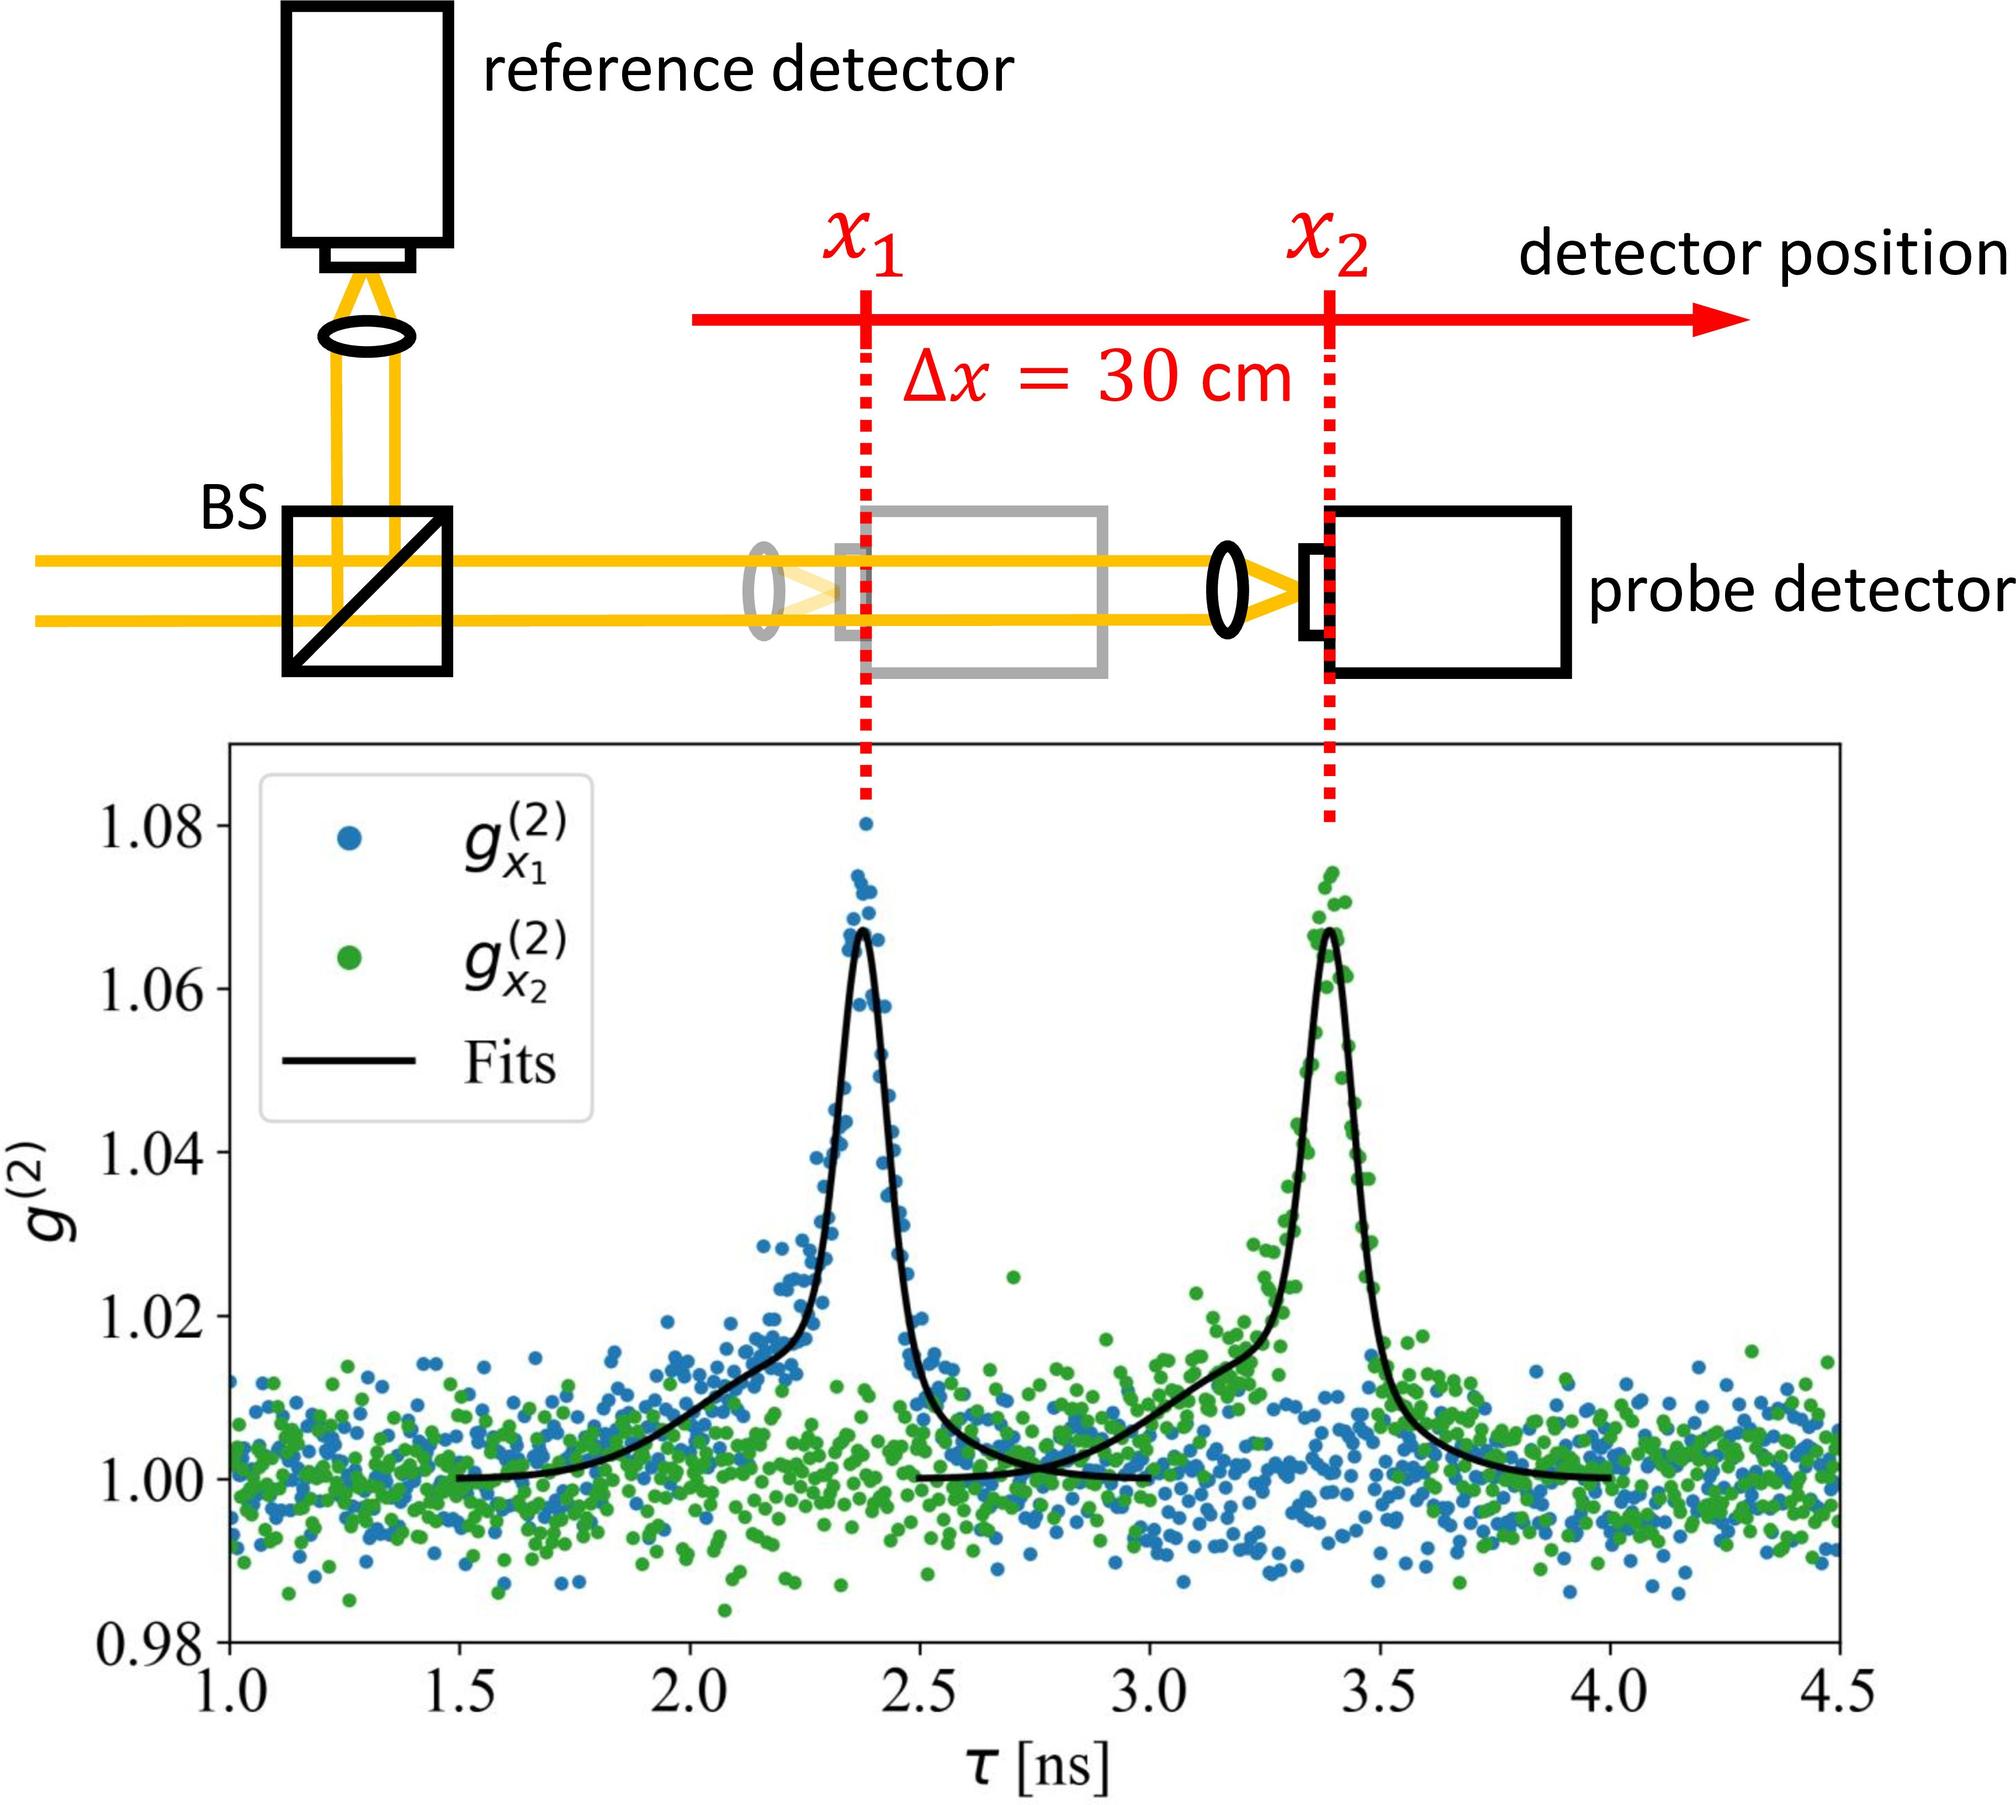 reference detector
x₁
x₂
detector position
Δx = 30 cm
BS
probe detector
g⁽²⁾
1.08
1.06
1.04
1.02
1.00
0.98
g⁽²⁾ₓ₁
g⁽²⁾ₓ₂
Fits
1.0 1.5 2.0 2.5 3.0 3.5 4.0 4.5
τ [ns]